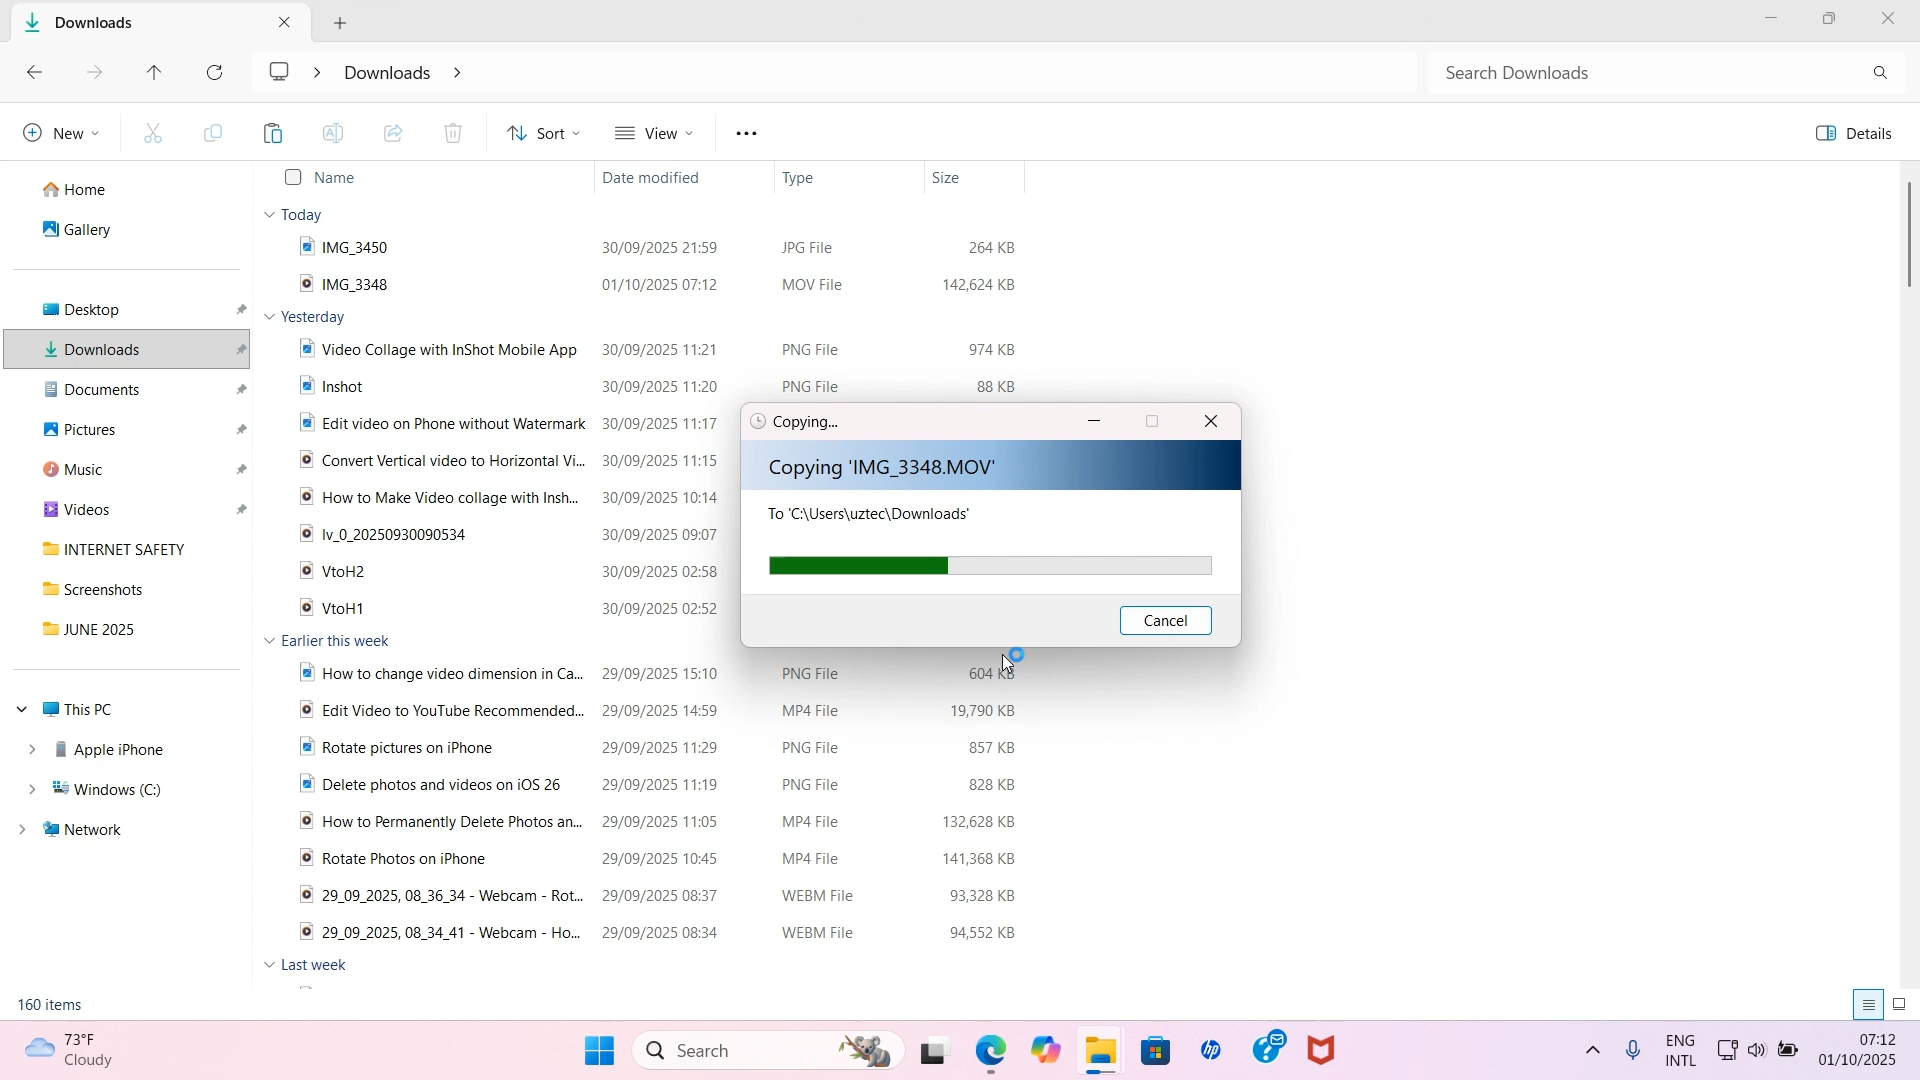 Downloads
Downloads
Search Downloads
New
Sort
View
Details
Name Date modified Type Size
Home
Gallery
Desktop
Downloads
Documents
Pictures
Music
Videos
INTERNET SAFETY
Screenshots
JUNE 2025
This PC
Apple iPhone
Windows (C:)
Network
Today
IMG_3450 30/09/2025 21:59 JPG File 264 KB
IMG_3348 01/10/2025 07:12 MOV File 142,624 KB
Yesterday
Video Collage with InShot Mobile App 30/09/2025 11:21 PNG File 974 KB
Inshot 30/09/2025 11:20 PNG File 88 KB
Edit video on Phone without Watermark 30/09/2025 11:17
Convert Vertical video to Horizontal Vi... 30/09/2025 11:15
How to Make Video collage with Insh... 30/09/2025 10:14
lv_0_20250930090534 30/09/2025 09:07
VtoH2 30/09/2025 02:58
VtoH1 30/09/2025 02:52
Earlier this week
How to change video dimension in Ca... 29/09/2025 15:10 PNG File 604 KB
Edit Video to YouTube Recommended... 29/09/2025 14:59 MP4 File 19,790 KB
Rotate pictures on iPhone 29/09/2025 11:29 PNG File 857 KB
Delete photos and videos on iOS 26 29/09/2025 11:19 PNG File 828 KB
How to Permanently Delete Photos an... 29/09/2025 11:05 MP4 File 132,628 KB
Rotate Photos on iPhone 29/09/2025 10:45 MP4 File 141,368 KB
29_09_2025, 08_36_34 - Webcam - Rot... 29/09/2025 08:37 WEBM File 93,328 KB
29_09_2025, 08_34_41 - Webcam - Ho... 29/09/2025 08:34 WEBM File 94,552 KB
Last week
Copying...
Copying 'IMG_3348.MOV'
To 'C:\Users\uztec\Downloads'
Cancel
160 items
73°F
Cloudy
Search
hp
ENG
INTL
07:12
01/10/2025